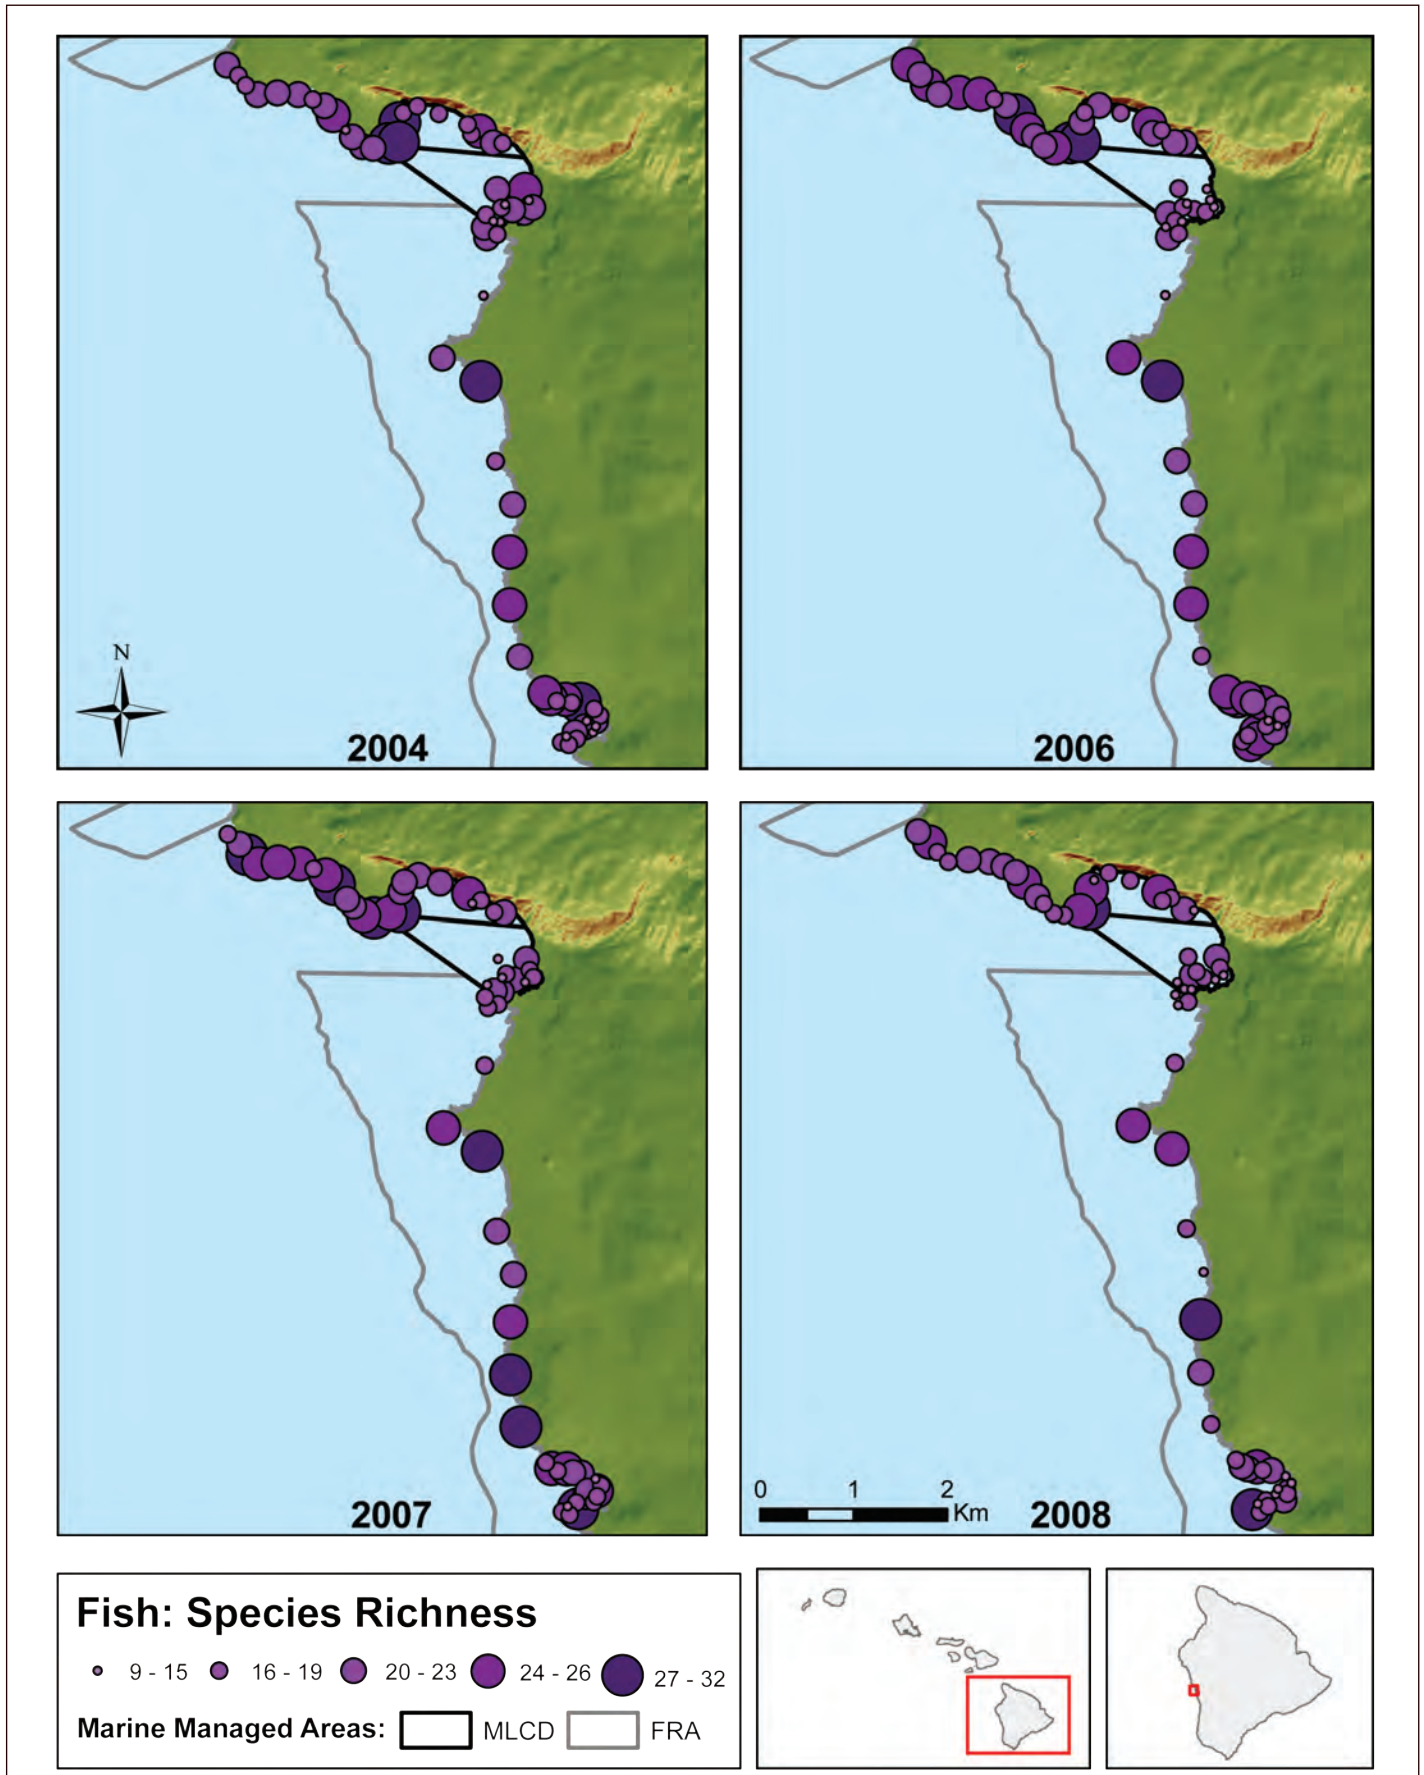 N
2004
2006
2007
0 1 2
Km
2008
Fish: Species Richness
9 - 15 16 - 19 20 - 23 24 - 26 27 - 32
Marine Managed Areas: MLCD FRA